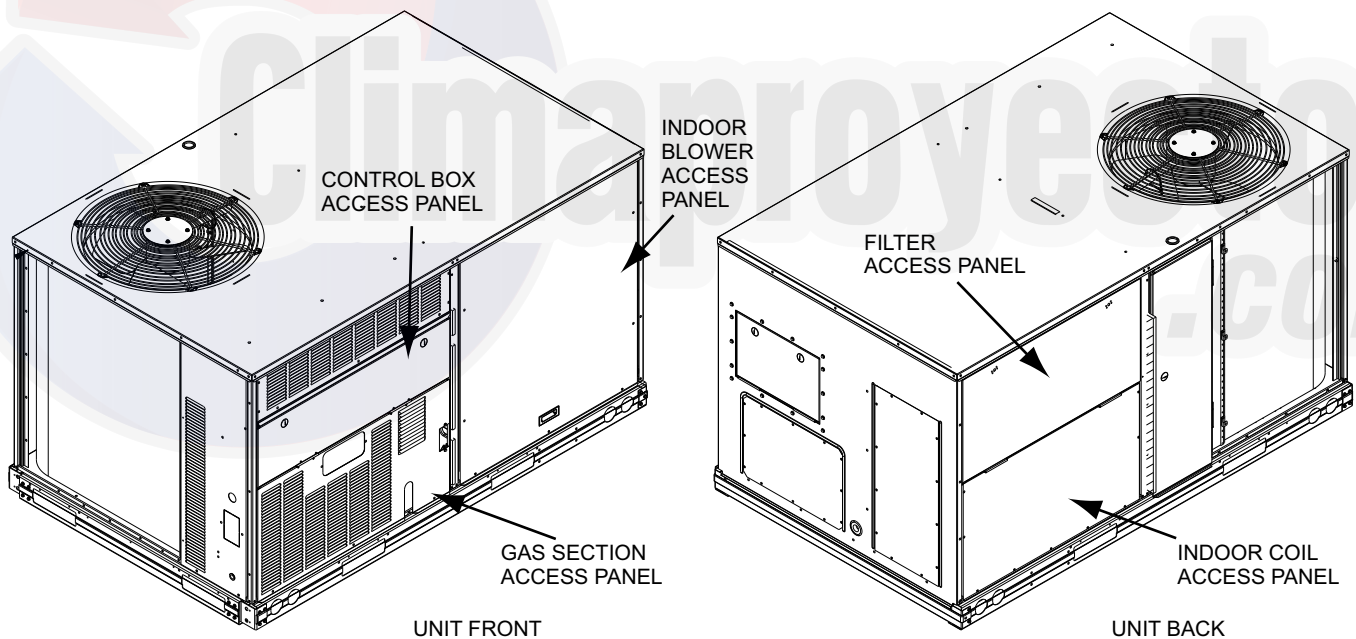 Climaproyectos
.com
CONTROL BOX
ACCESS PANEL
INDOOR
BLOWER
ACCESS
PANEL
GAS SECTION
ACCESS PANEL
UNIT FRONT
FILTER
ACCESS PANEL
INDOOR COIL
ACCESS PANEL
UNIT BACK